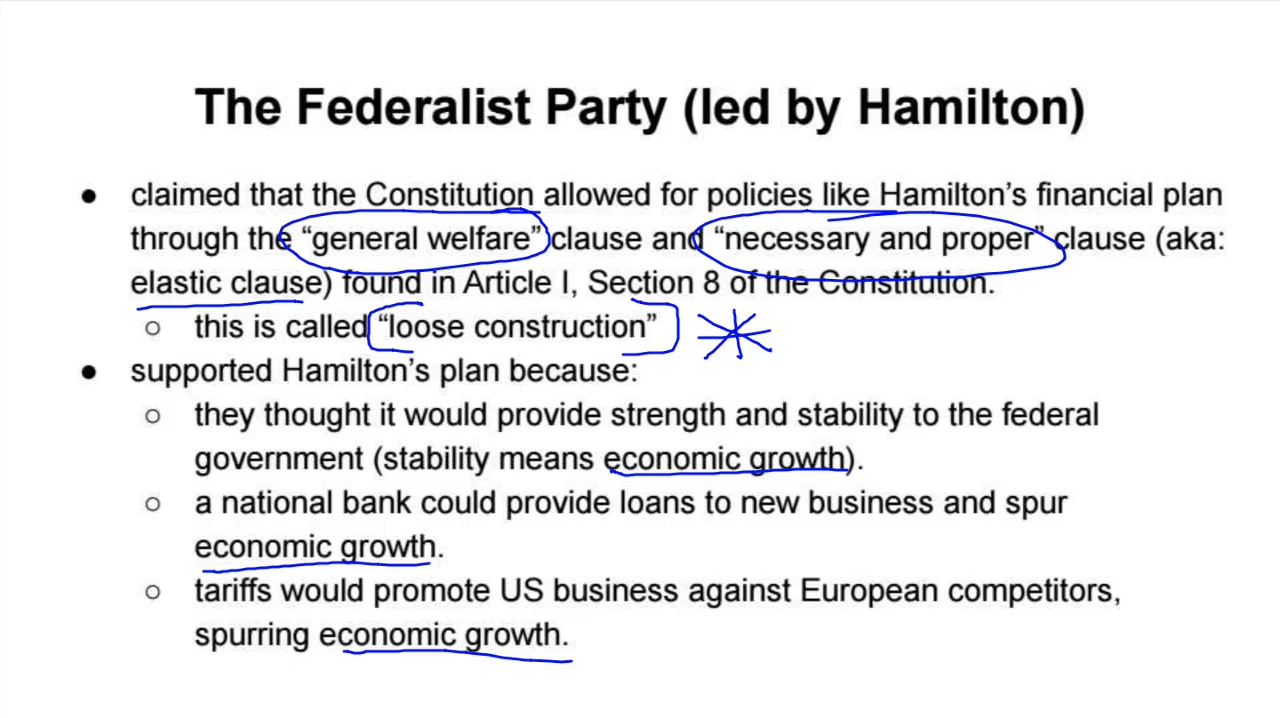 The Federalist Party (led by Hamilton)
● claimed that the Constitution allowed for policies like Hamilton's financial plan
through the “general welfare” clause and “necessary and proper” clause (aka:
elastic clause) found in Article I, Section 8 of the Constitution.
○ this is called “loose construction”
● supported Hamilton's plan because:
○ they thought it would provide strength and stability to the federal
government (stability means economic growth).
○ a national bank could provide loans to new business and spur
economic growth.
○ tariffs would promote US business against European competitors,
spurring economic growth.